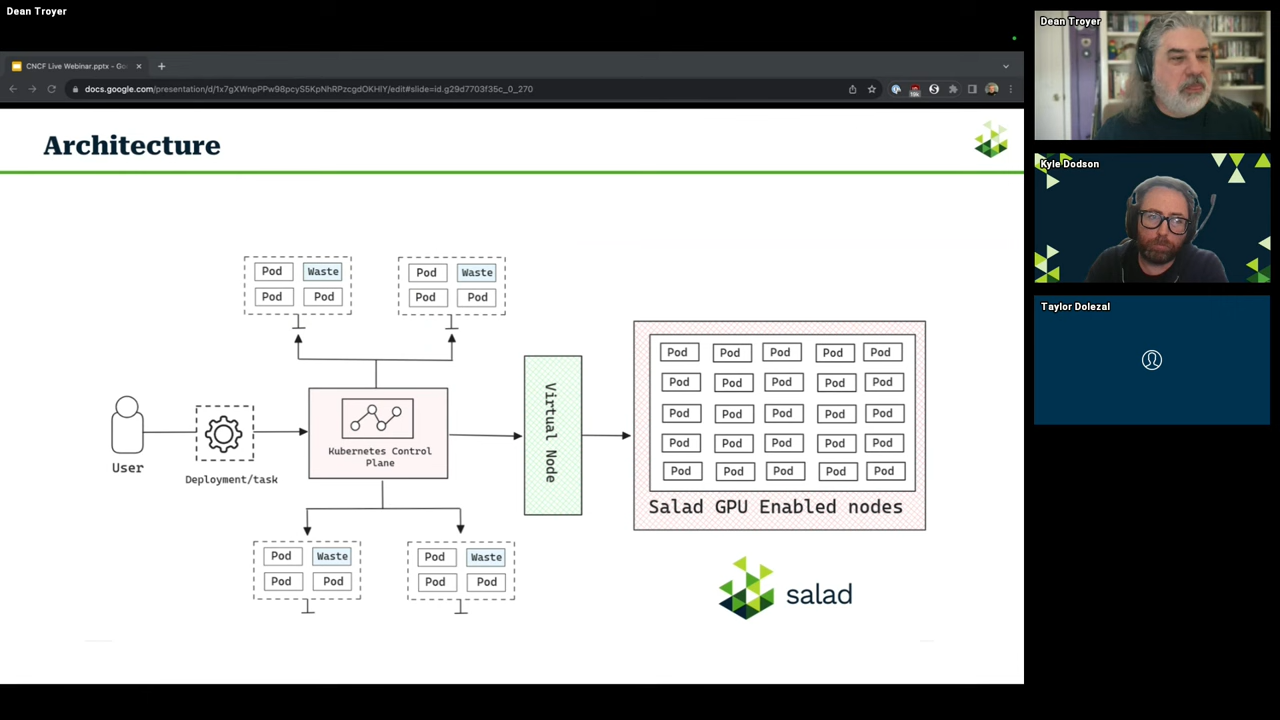 Dean Troyer
CNCF Live Webinar.pptx - Go
docs.google.com/presentation/d/1x7gXWnpPPw98pcyS5KpNhRPzcgdOKHlY/edit#slide=id.g29d7703f35c_0_270
Architecture
Pod Waste
Pod Pod
Pod Waste
Pod Pod
User
Deployment/task
Kubernetes Control
Plane
Virtual Node
Pod Pod Pod Pod Pod
Pod Pod Pod Pod Pod
Pod Pod Pod Pod Pod
Pod Pod Pod Pod Pod
Pod Pod Pod Pod Pod
Salad GPU Enabled nodes
Pod Waste
Pod Pod
Pod Waste
Pod Pod
salad
Dean Troyer
Kyle Dodson
Taylor Dolezal